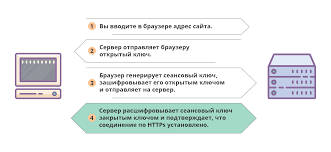 1 Вы вводите в браузере адрес сайта.
2 Сервер отправляет браузеру
открытый ключ.
3 Браузер генерирует сеансовый ключ,
зашифровывает его открытым ключом
и отправляет на сервер.
4 Сервер расшифровывает сеансовый ключ
закрытым ключом и подтверждает, что
соединение по HTTPs установлено.